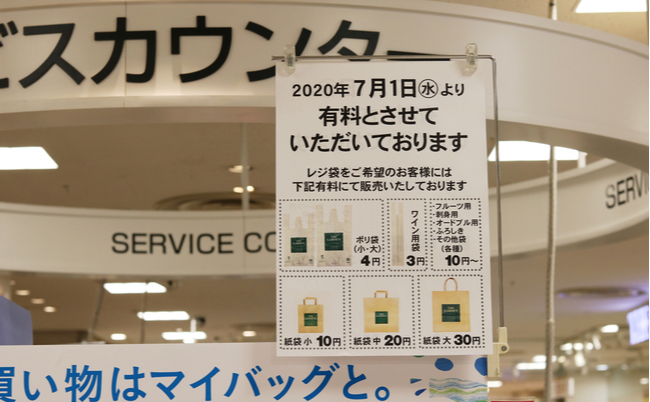 ビスカウンター
2020年 7月1日㊌より
有料とさせて
いただいております
レジ袋をご希望のお客様には
下記有料にて販売いたしております
ポリ袋
(小・大)
4円
ワイン用袋
3円
・フルーツ用
・刺身用
・オードブル用
・ふろしき
・その他袋
(各種)
10円～
紙袋 小 10円
紙袋 中 20円
紙袋 大 30円
SERVICE CO
SERV
買い物はマイバッグと。